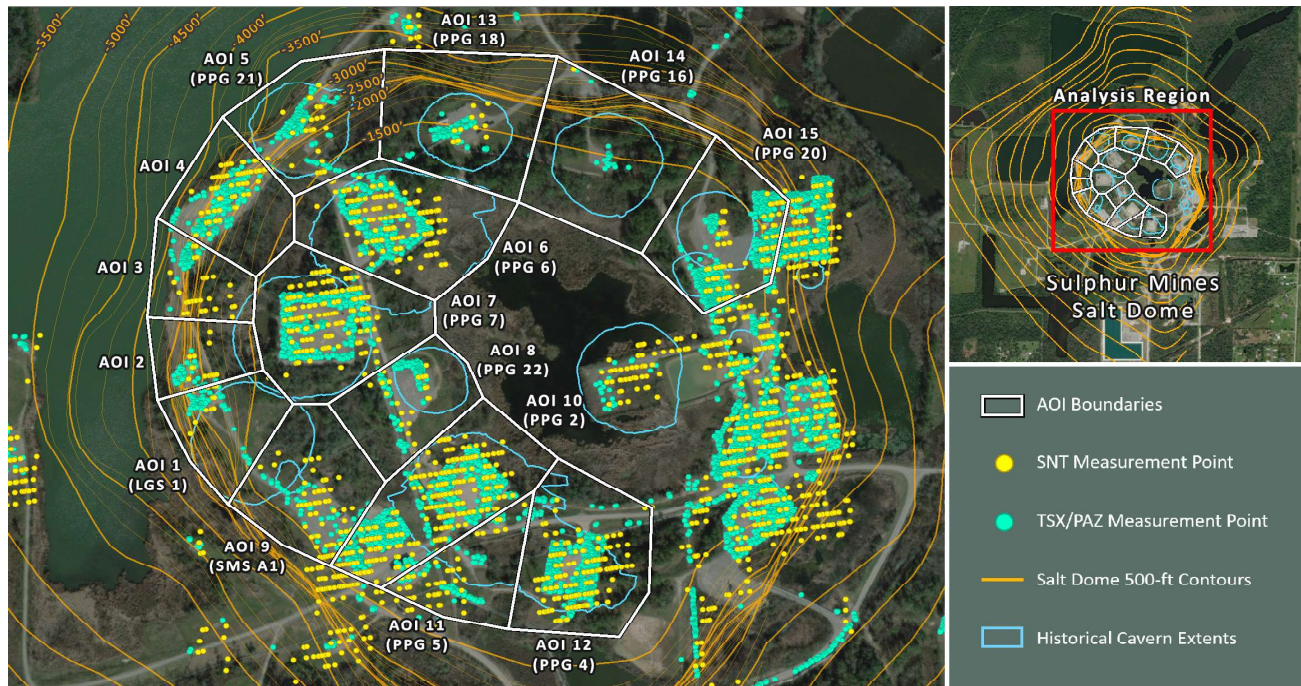 -5500'
-5000'
-4500'
-4000'
-3500'
-3000'
-2500'
-2000'
-1500'
AOI 13
(PPG 18)
AOI 5
(PPG 21)
AOI 14
(PPG 16)
AOI 15
(PPG 20)
AOI 4
AOI 3
AOI 6
(PPG 6)
AOI 7
(PPG 7)
AOI 2
AOI 8
(PPG 22)
AOI 10
(PPG 2)
AOI 1
(LGS 1)
AOI 9
(SMS A1)
AOI 11
(PPG 5)
AOI 12
(PPG 4)
Analysis Region
Sulphur Mines
Salt Dome
AOI Boundaries
SNT Measurement Point
TSX/PAZ Measurement Point
Salt Dome 500-ft Contours
Historical Cavern Extents